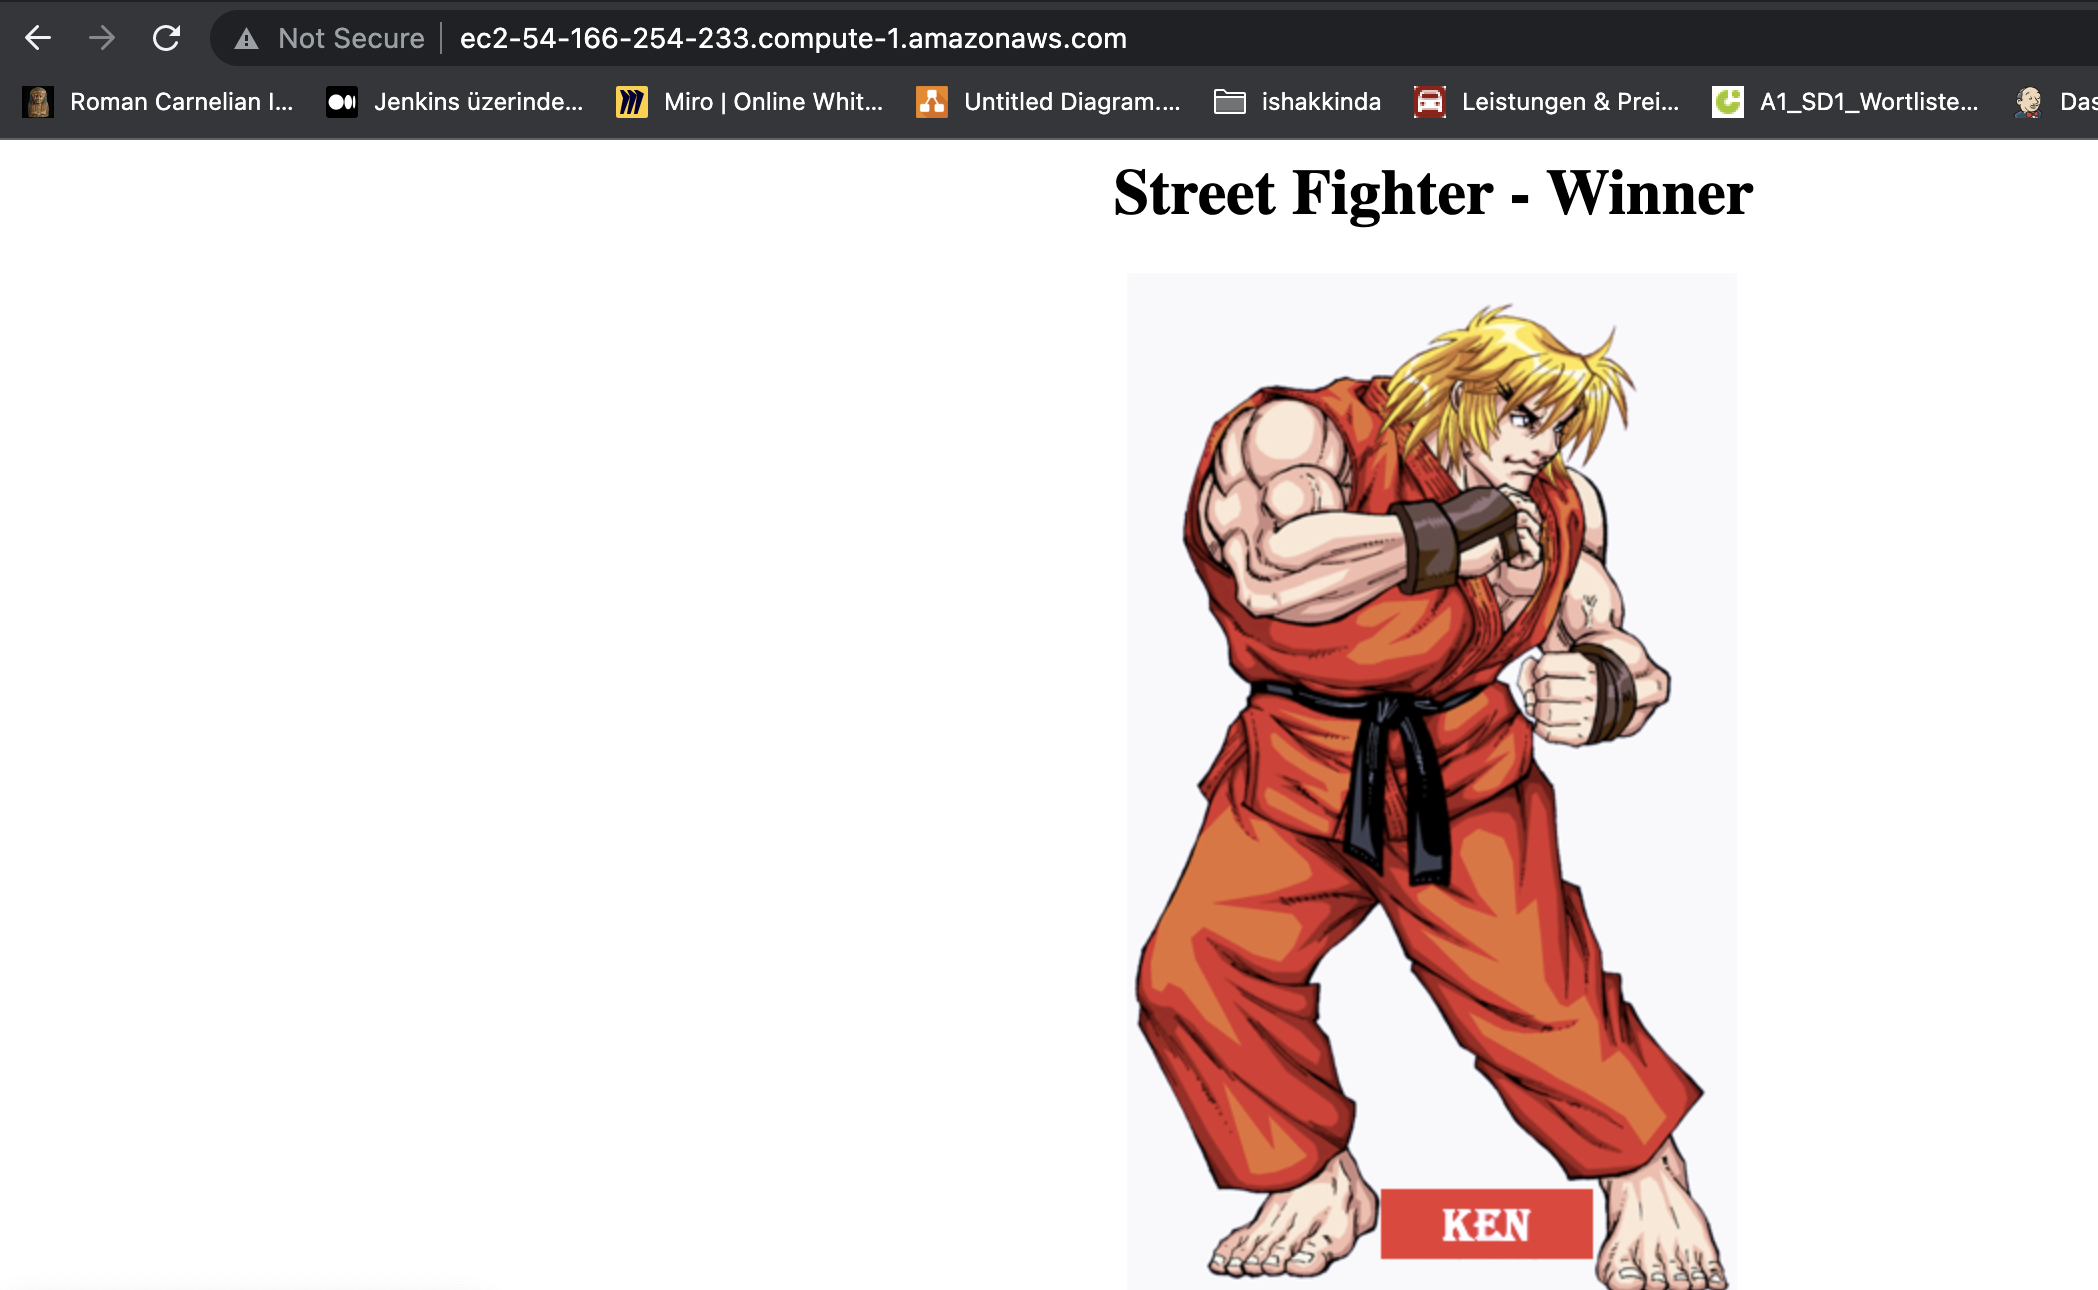 Not Secure ec2-54-166-254-233.compute-1.amazonaws.com
Roman Carnelian I... Jenkins üzerinde... Miro | Online Whit... Untitled Diagram.... ishakkinda Leistungen & Prei... A1_SD1_Wortliste... Das
Street Fighter - Winner
KEN